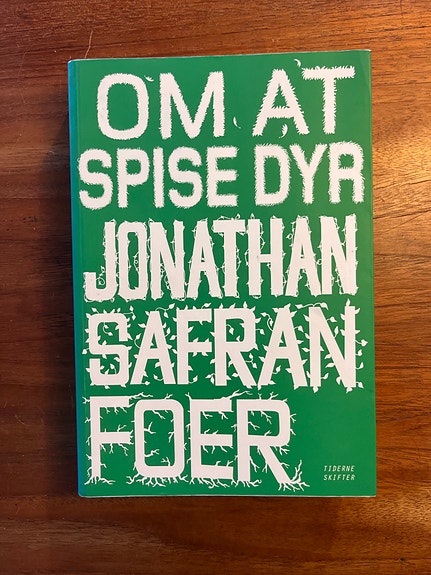 OM AT
SPISE DYR
JONATHAN
SAFRAN
FOER
TIDERNE
SKIFTER